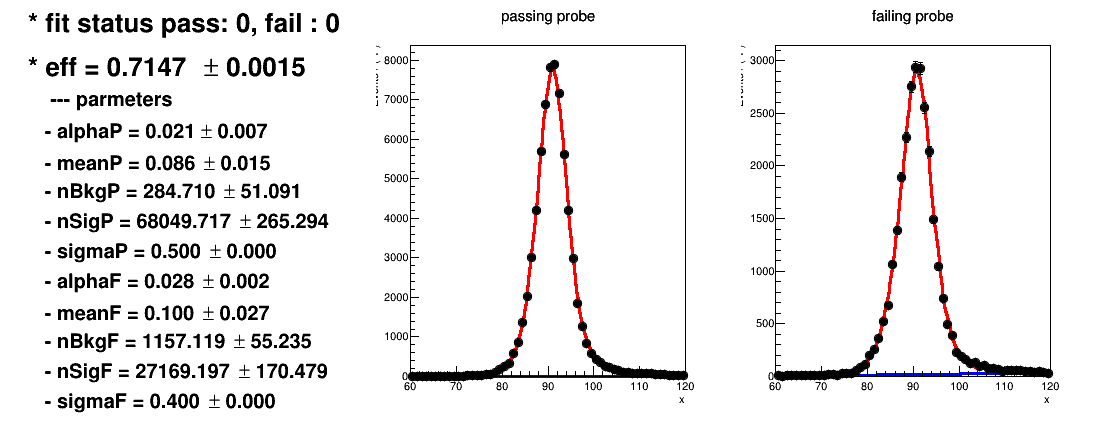 * fit status pass: 0, fail : 0
* eff = 0.7147 ± 0.0015
--- parmeters
- alphaP = 0.021 ± 0.007
- meanP = 0.086 ± 0.015
- nBkgP = 284.710 ± 51.091
- nSigP = 68049.717 ± 265.294
- sigmaP = 0.500 ± 0.000
- alphaF = 0.028 ± 0.002
- meanF = 0.100 ± 0.027
- nBkgF = 1157.119 ± 55.235
- nSigF = 27169.197 ± 170.479
- sigmaF = 0.400 ± 0.000
passing probe
8000
7000
6000
5000
4000
3000
2000
1000
0
60 70 80 90 100 110 120
x
failing probe
3000
2500
2000
1500
1000
500
0
60 70 80 90 100 110 120
x